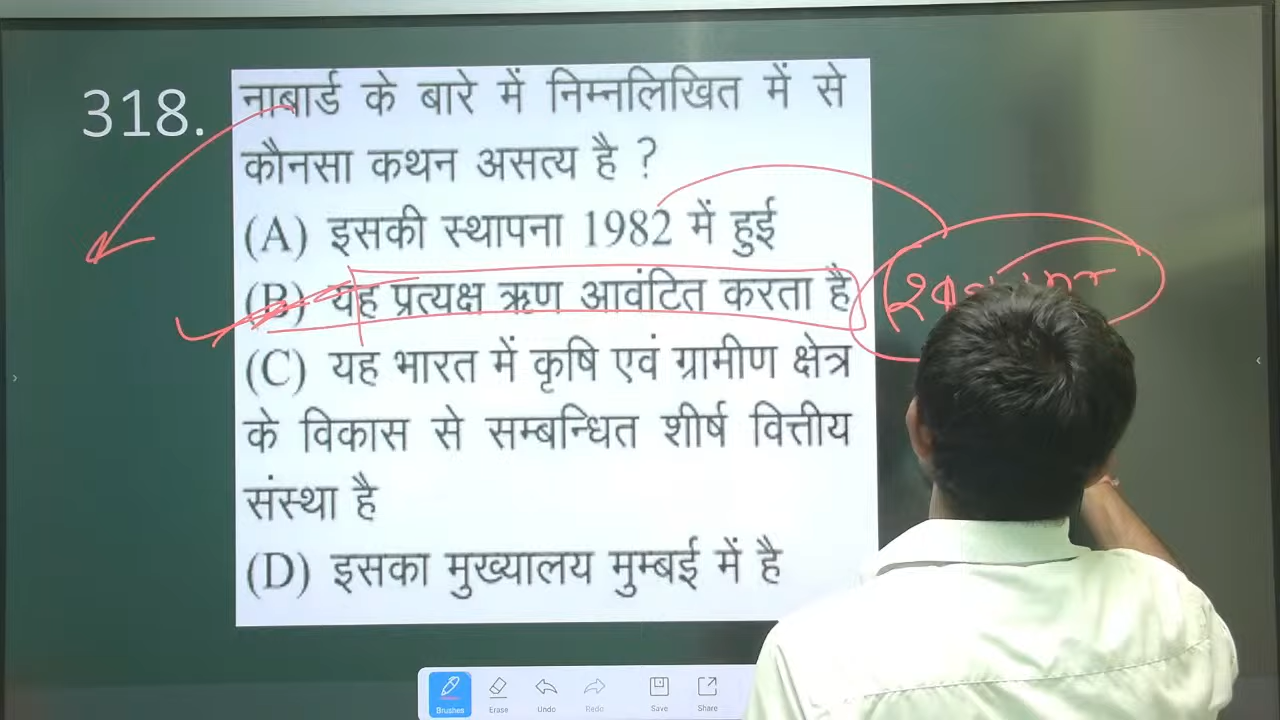 318.
नाबार्ड के बारे में निम्नलिखित में से
कौनसा कथन असत्य है ?
(A) इसकी स्थापना 1982 में हुई
(B) यह प्रत्यक्ष ऋण आवंटित करता है
(C) यह भारत में कृषि एवं ग्रामीण क्षेत्र
के विकास से सम्बन्धित शीर्ष वित्तीय
संस्था है
(D) इसका मुख्यालय मुम्बई में है
Brushes Erase Undo Redo Save Share